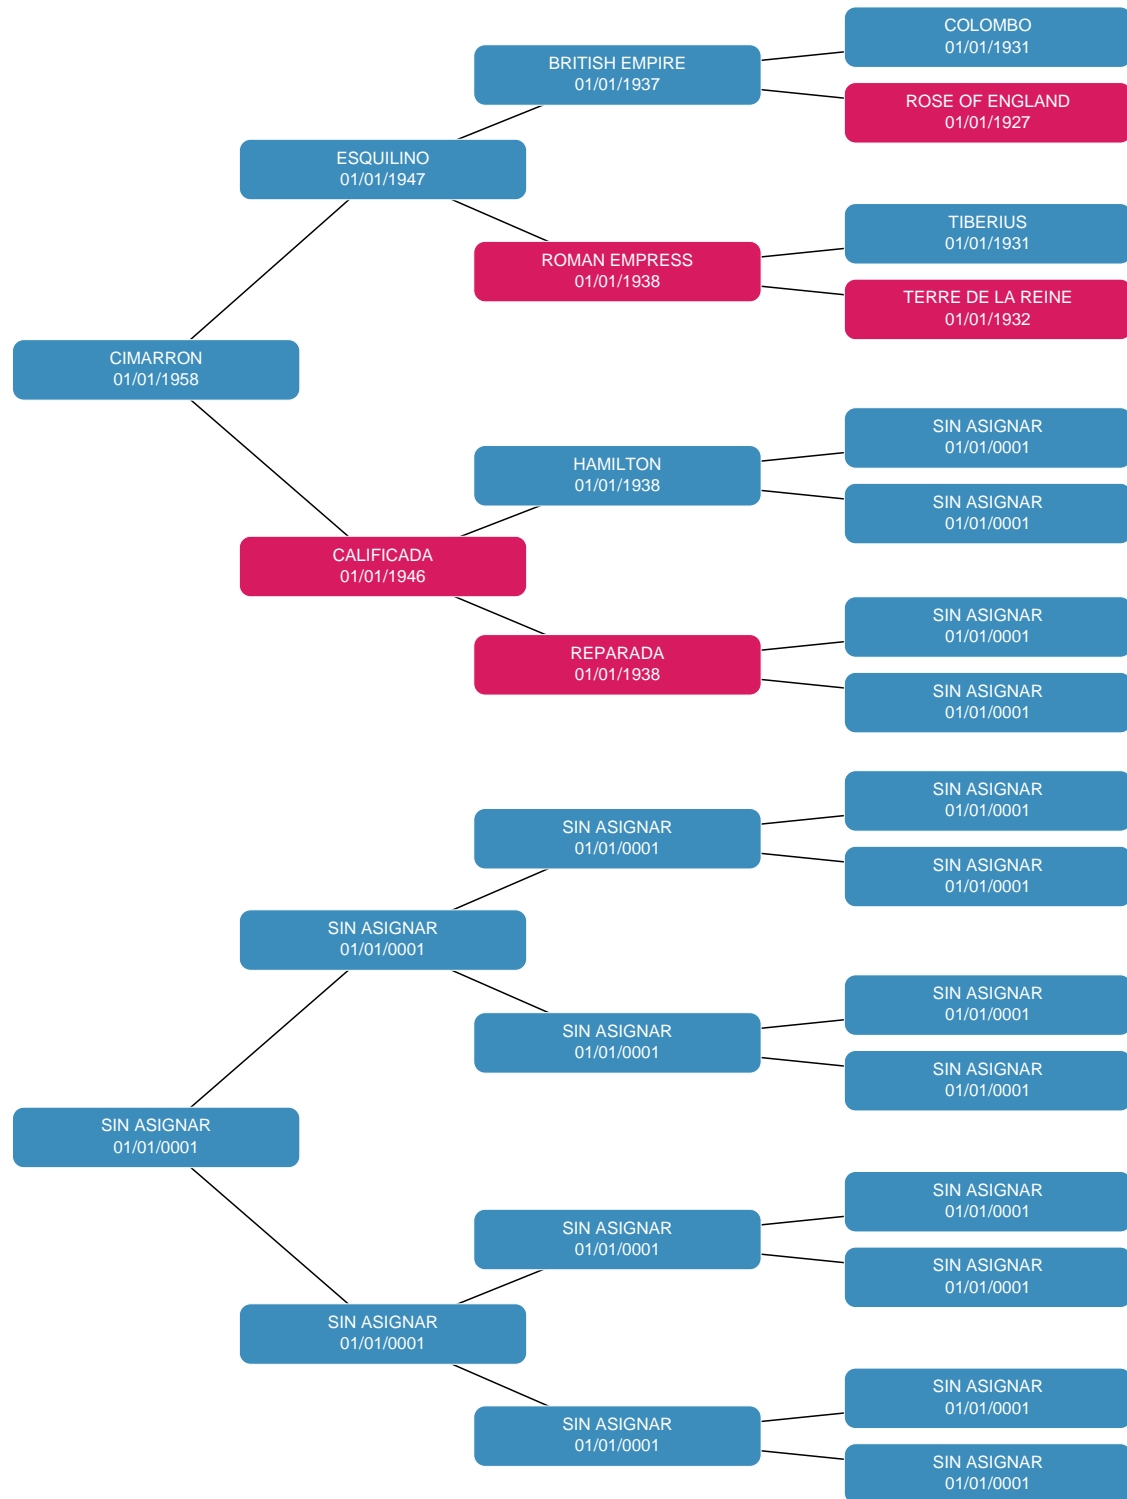 COLOMBO
01/01/1931
BRITISH EMPIRE
01/01/1937
ROSE OF ENGLAND
01/01/1927
ESQUILINO
01/01/1947
TIBERIUS
01/01/1931
ROMAN EMPRESS
01/01/1938
TERRE DE LA REINE
01/01/1932
CIMARRON
01/01/1958
SIN ASIGNAR
01/01/0001
HAMILTON
01/01/1938
SIN ASIGNAR
01/01/0001
CALIFICADA
01/01/1946
SIN ASIGNAR
01/01/0001
REPARADA
01/01/1938
SIN ASIGNAR
01/01/0001
SIN ASIGNAR
01/01/0001
SIN ASIGNAR
01/01/0001
SIN ASIGNAR
01/01/0001
SIN ASIGNAR
01/01/0001
SIN ASIGNAR
01/01/0001
SIN ASIGNAR
01/01/0001
SIN ASIGNAR
01/01/0001
SIN ASIGNAR
01/01/0001
SIN ASIGNAR
01/01/0001
SIN ASIGNAR
01/01/0001
SIN ASIGNAR
01/01/0001
SIN ASIGNAR
01/01/0001
SIN ASIGNAR
01/01/0001
SIN ASIGNAR
01/01/0001
SIN ASIGNAR
01/01/0001